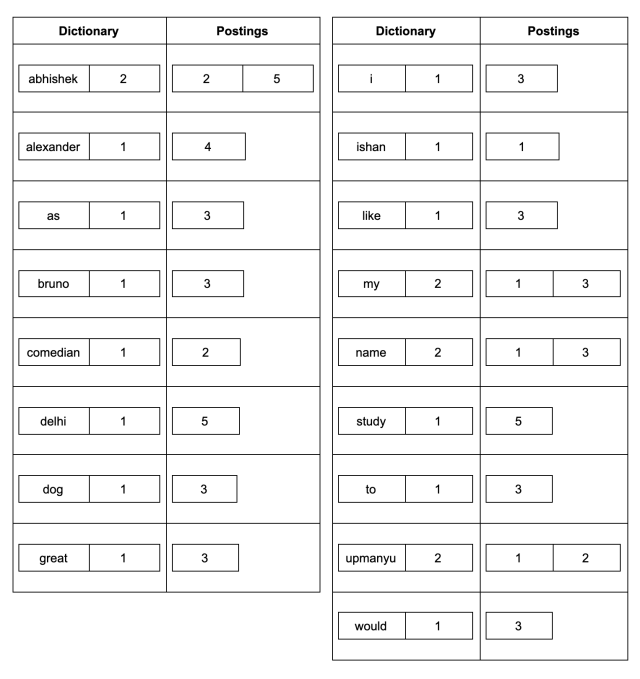 Dictionary Postings
abhishek 2 2 5
alexander 1 4
as 1 3
bruno 1 3
comedian 1 2
delhi 1 5
dog 1 3
great 1 3
Dictionary Postings
i 1 3
ishan 1 1
like 1 3
my 2 1 3
name 2 1 3
study 1 5
to 1 3
upmanyu 2 1 2
would 1 3